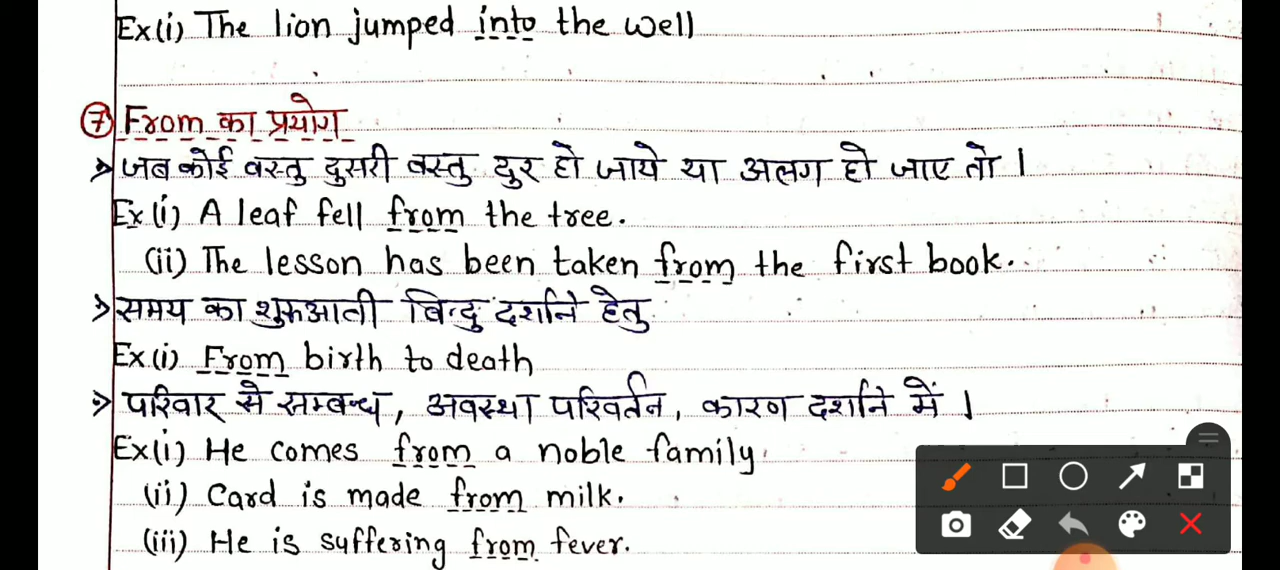 Ex(i) The lion jumped into the well
⑦ From का प्रयोग
> जब कोई वस्तु दुसरी वस्तु दुर हो जाये या अलग हो जाए तो ।
Ex(i) A leaf fell from the tree.
(ii) The lesson has been taken from the first book.
> समय का शुरुआती बिन्दु दर्शाने हेतु
Ex(i) From birth to death
> परिवार से सम्बन्ध, अवस्था परिवर्तन, कारण दर्शाने में ।
Ex(i) He comes from a noble family
(ii) Card is made from milk.
(iii) He is suffering from fever.